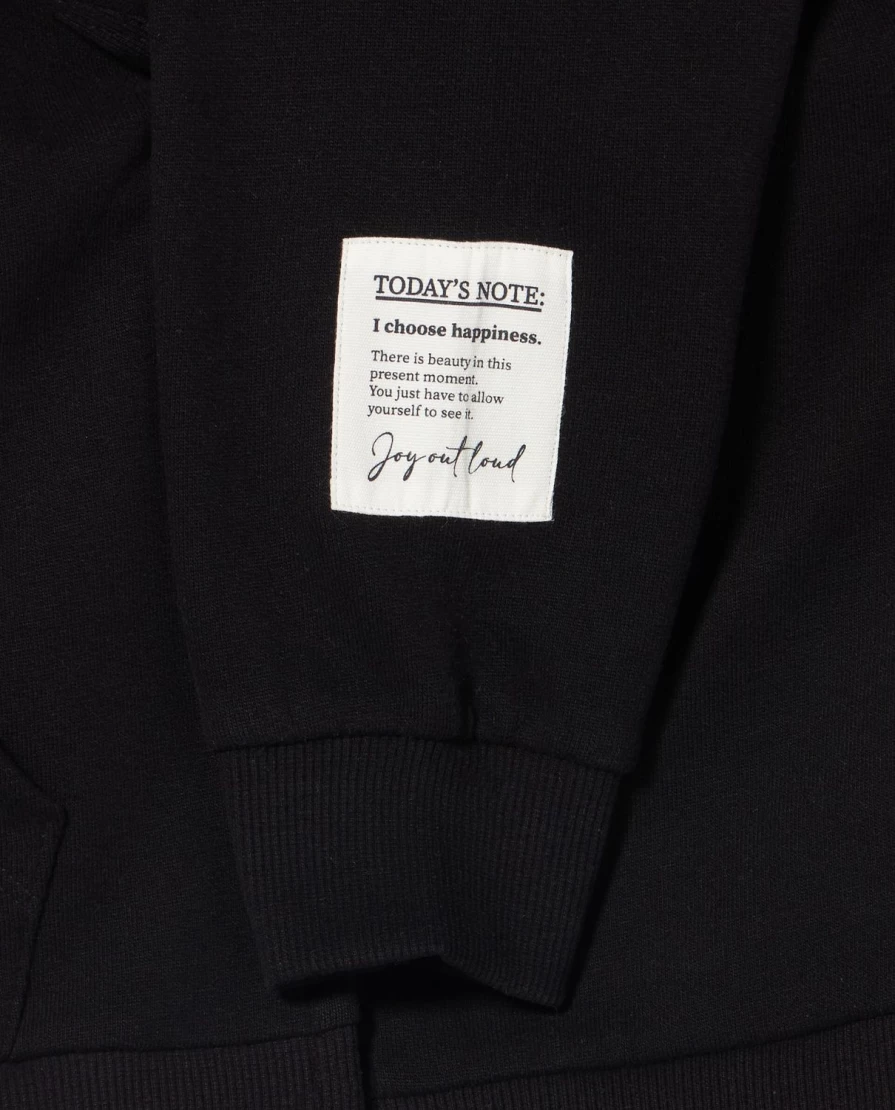 TODAY'S NOTE:
I choose happiness.
There is beauty in this
present moment.
You just have to allow
yourself to see it.
Joy out loud